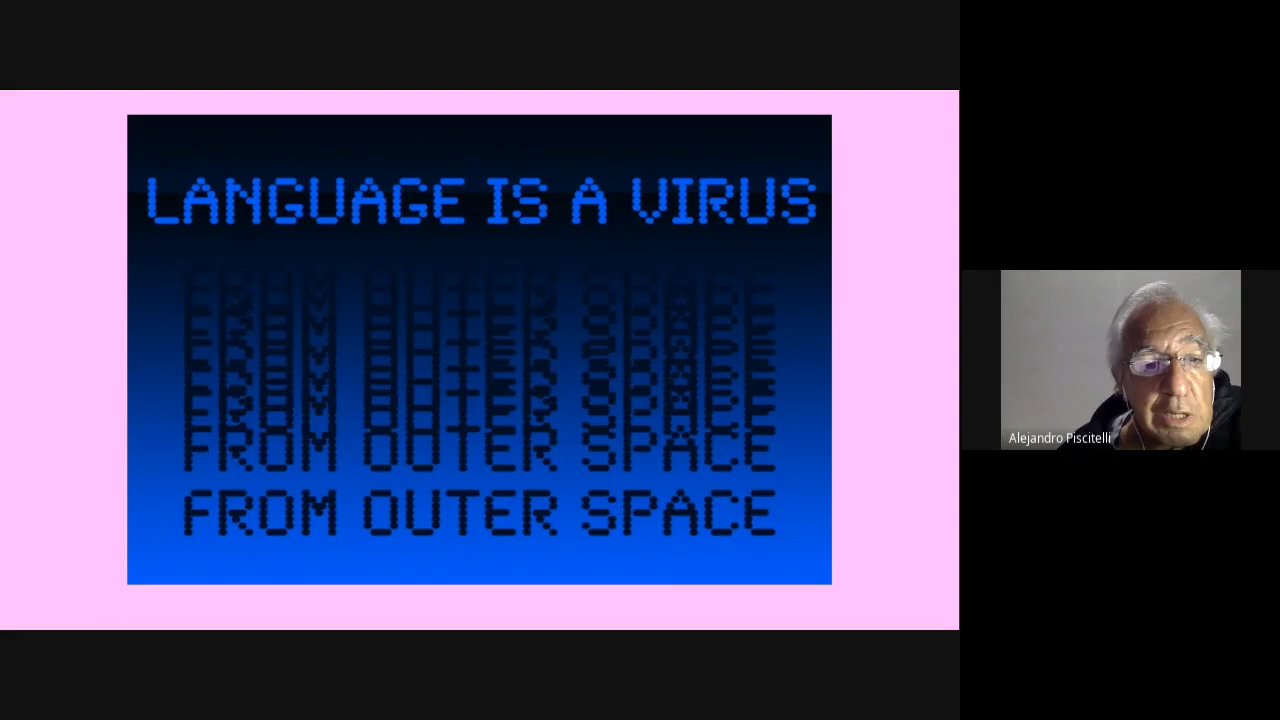 LANGUAGE IS A VIRUS
FROM OUTER SPACE
FROM OUTER SPACE
Alejandro Piscitelli